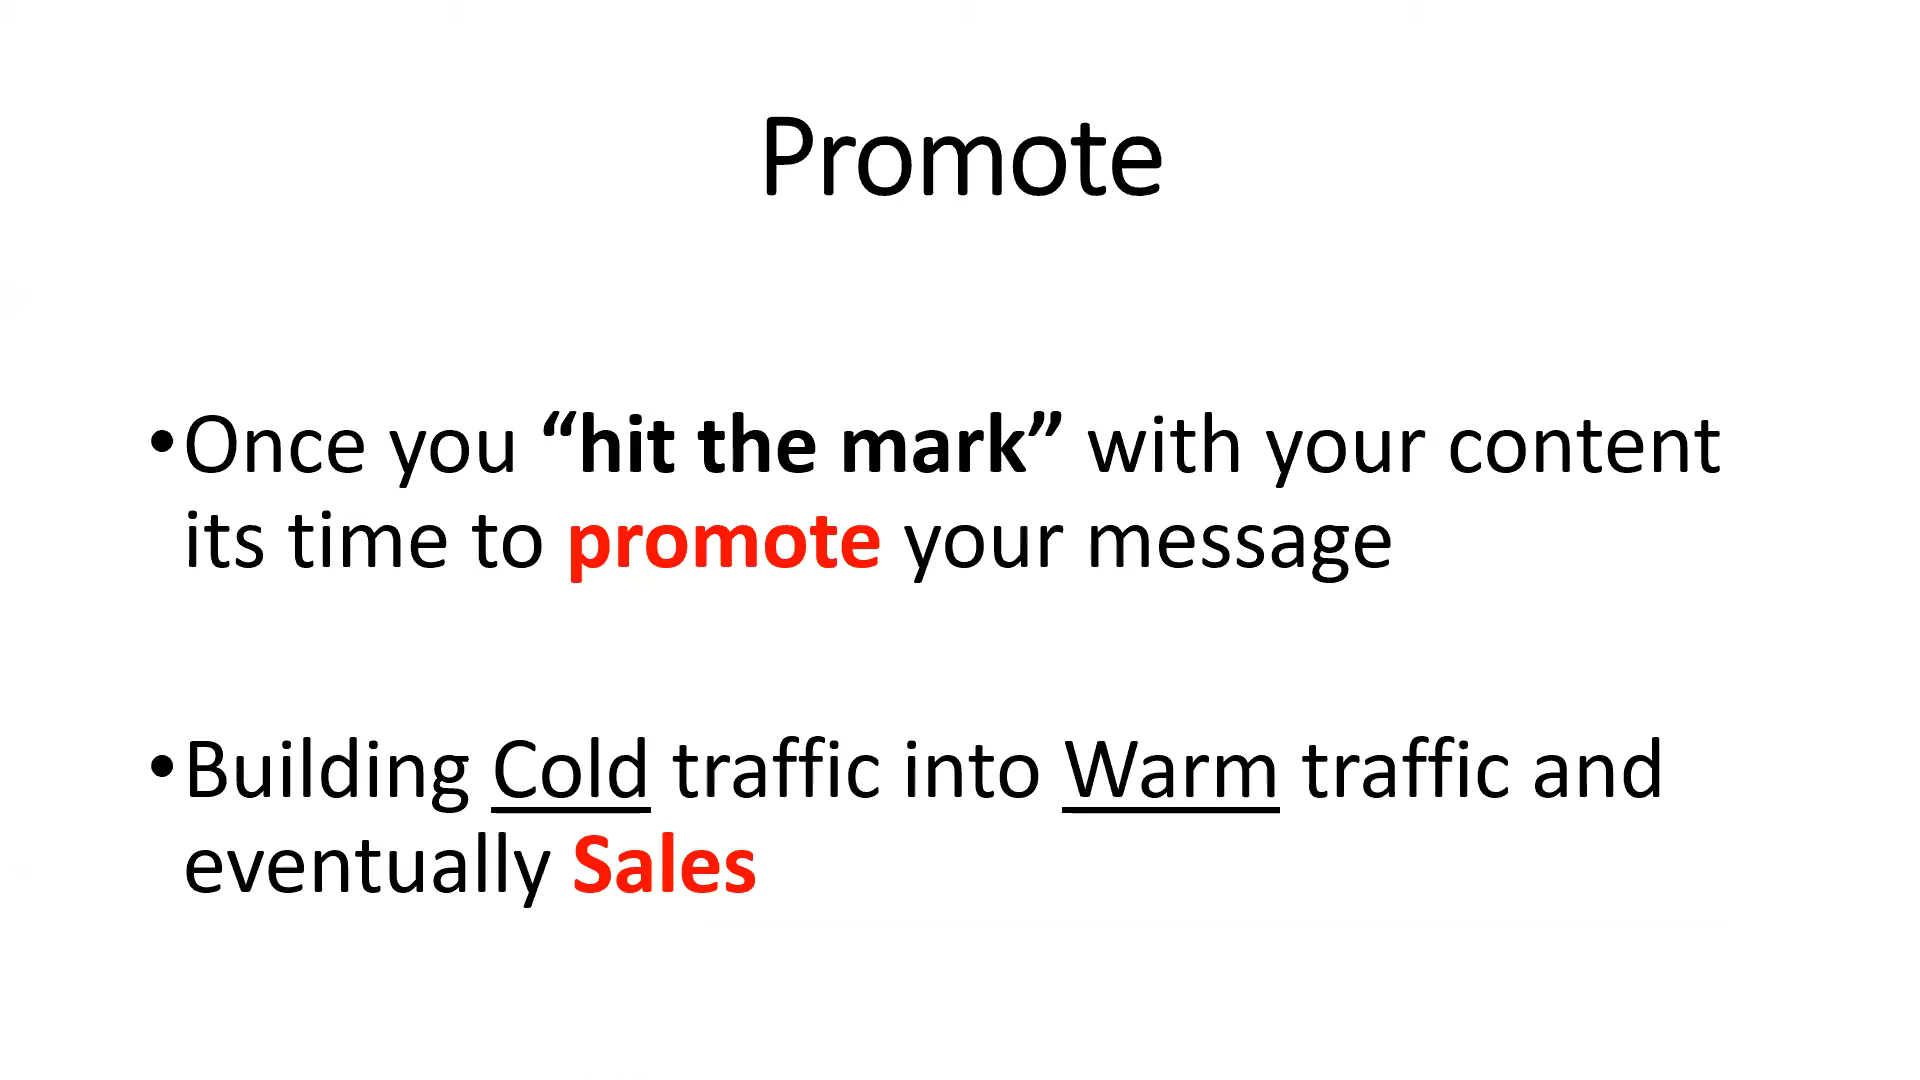 Promote
•Once you “hit the mark” with your content
its time to promote your message
•Building Cold traffic into Warm traffic and
eventually Sales